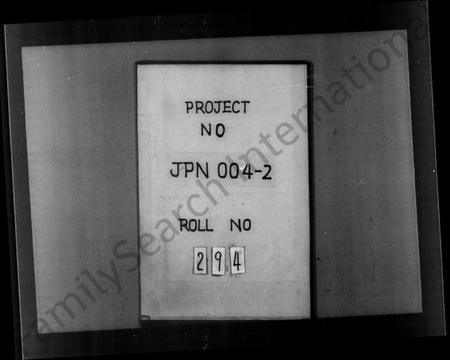 PROJECT
NO
JPN 004-2
ROLL NO
294
FamilySearch International